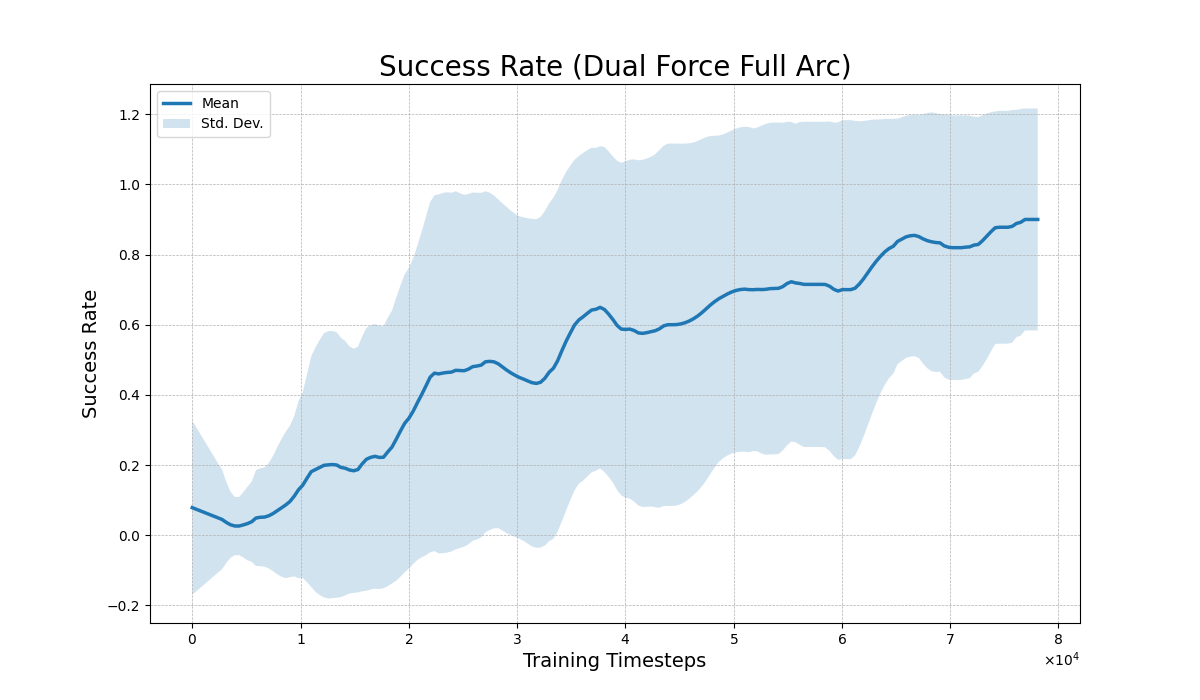 Success Rate (Dual Force Full Arc)
Mean
Std. Dev.
Success Rate
1.2
1.0
0.8
0.6
0.4
0.2
0.0
−0.2
0 1 2 3 4 5 6 7 8
×10⁴
Training Timesteps